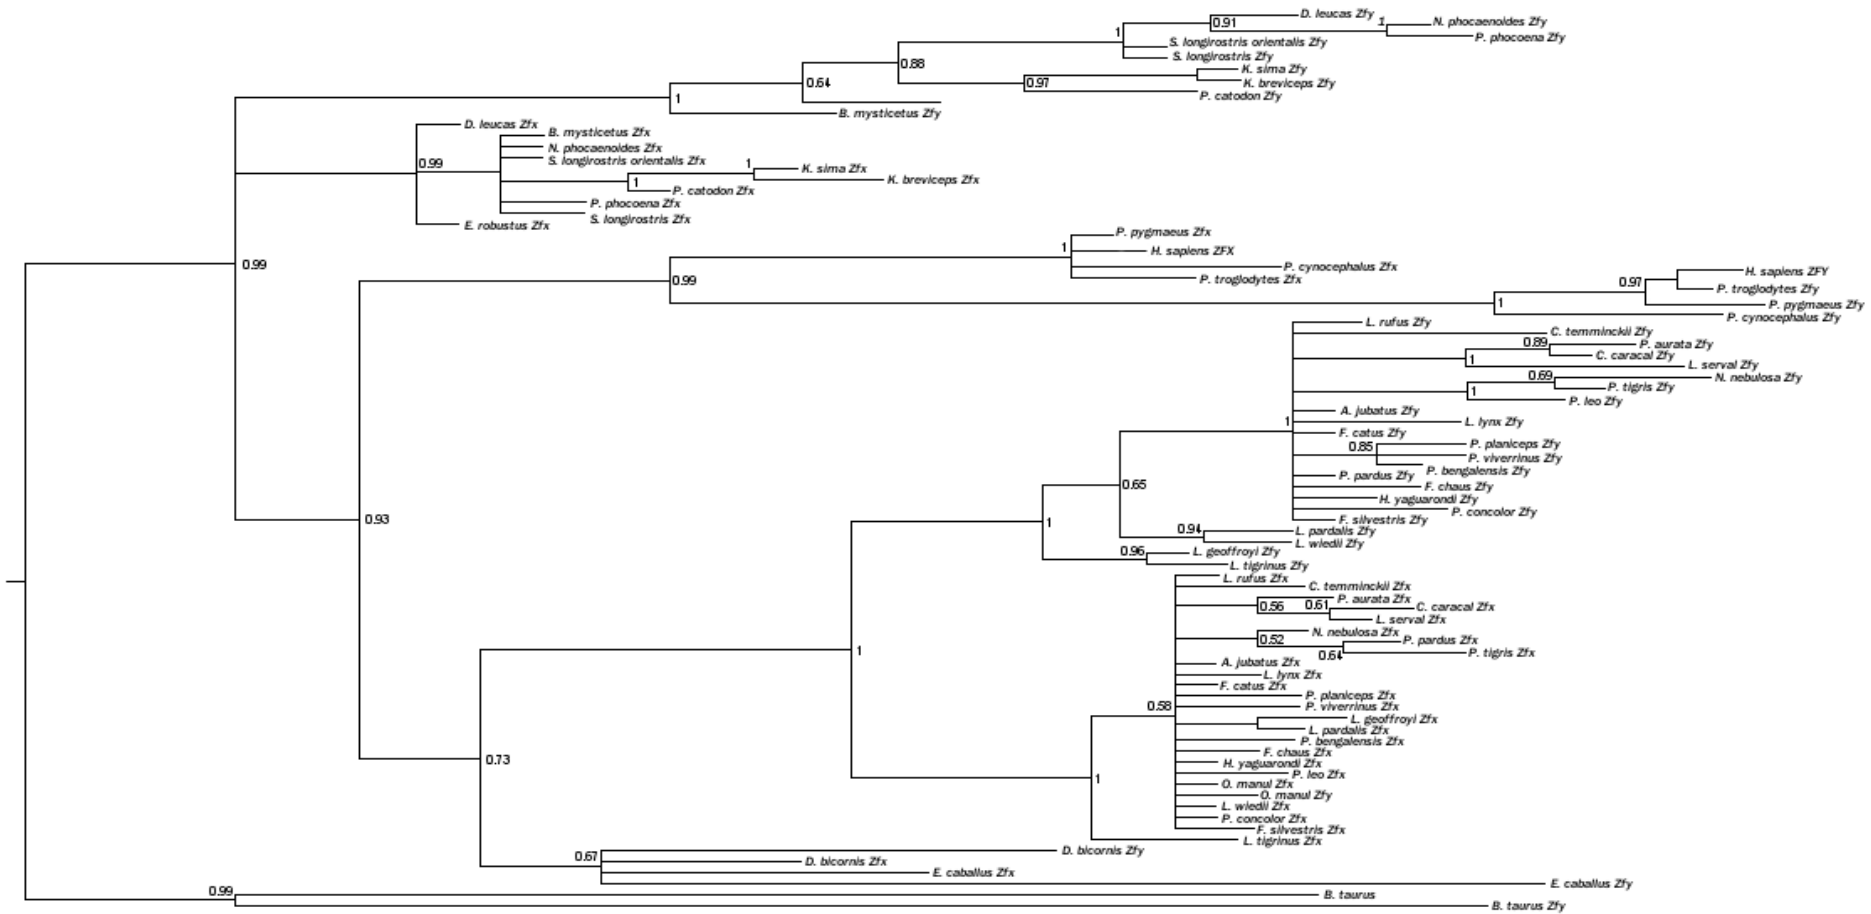 D. leucas Zfy
0.91
1
N. phocaenoides Zfy
1
P. phocoena Zfy
S. longirostris orientalis Zfy
S. longirostris Zfy
0.88
K. sima Zfy
0.64
0.97
K. breviceps Zfy
P. catodon Zfy
1
B. mysticetus Zfy
D. leucas Zfx
B. mysticetus Zfx
N. phocaenoides Zfx
S. longirostris orientalis Zfx
0.99
1
K. sima Zfx
K. breviceps Zfx
1
P. catodon Zfx
P. phocoena Zfx
S. longirostris Zfx
E. robustus Zfx
P. pygmaeus Zfx
1
H. sapiens ZFX
0.99
P. cynocephalus Zfx
H. sapiens ZFY
0.99
P. troglodytes Zfx
0.97
P. troglodytes Zfy
1
P. pygmaeus Zfy
P. cynocephalus Zfy
L. rufus Zfy
C. temminckii Zfy
0.89
P. aurata Zfy
C. caracal Zfy
1
L. serval Zfy
0.69
N. nebulosa Zfy
P. tigris Zfy
1
P. leo Zfy
A. jubatus Zfy
1
L. lynx Zfy
F. catus Zfy
0.85
P. planiceps Zfy
P. viverrinus Zfy
P. bengalensis Zfy
P. pardus Zfy
0.65
F. chaus Zfy
H. yaguarondi Zfy
P. concolor Zfy
0.93
1
F. silvestris Zfy
0.94
L. pardalis Zfy
L. wiedii Zfy
0.96
L. geoffroyi Zfy
L. tigrinus Zfy
L. rufus Zfx
C. temminckii Zfx
P. aurata Zfx
0.56
0.61
C. caracal Zfx
L. serval Zfx
N. nebulosa Zfx
0.52
P. pardus Zfx
1
0.64
P. tigris Zfx
A. jubatus Zfx
L. lynx Zfx
F. catus Zfx
P. planiceps Zfx
0.58
P. viverrinus Zfx
L. geoffroyi Zfx
L. pardalis Zfx
P. bengalensis Zfx
F. chaus Zfx
0.73
H. yaguarondi Zfx
1
P. leo Zfx
O. manul Zfx
O. manul Zfy
L. wiedii Zfx
P. concolor Zfx
F. silvestris Zfx
L. tigrinus Zfx
0.67
D. bicornis Zfy
D. bicornis Zfx
E. caballus Zfx
E. caballus Zfy
0.99
B. taurus
B. taurus Zfy